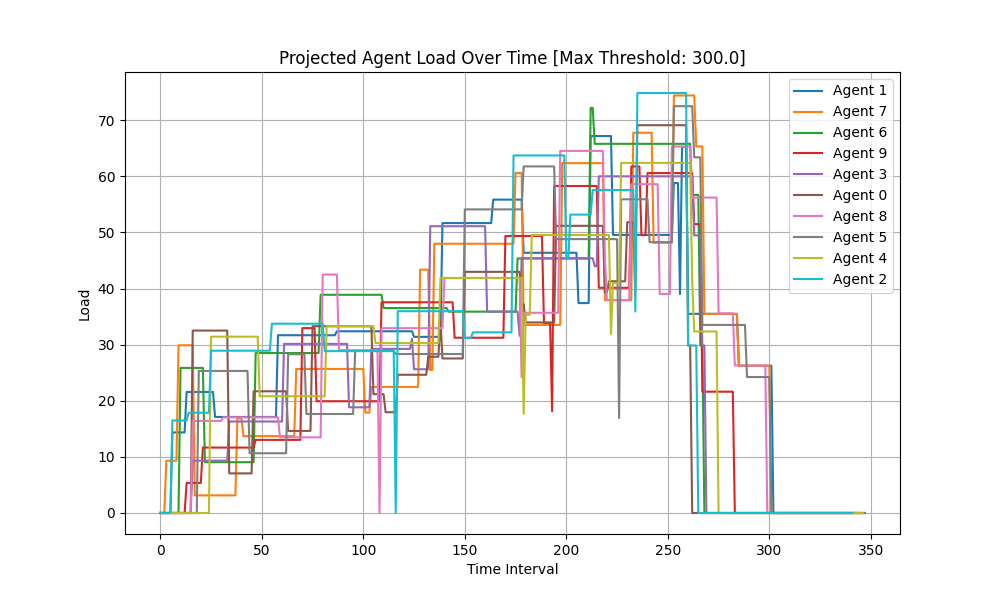 Projected Agent Load Over Time [Max Threshold: 300.0]
Load
70
60
50
40
30
20
10
0
0 50 100 150 200 250 300 350
Time Interval
Agent 1
Agent 7
Agent 6
Agent 9
Agent 3
Agent 0
Agent 8
Agent 5
Agent 4
Agent 2